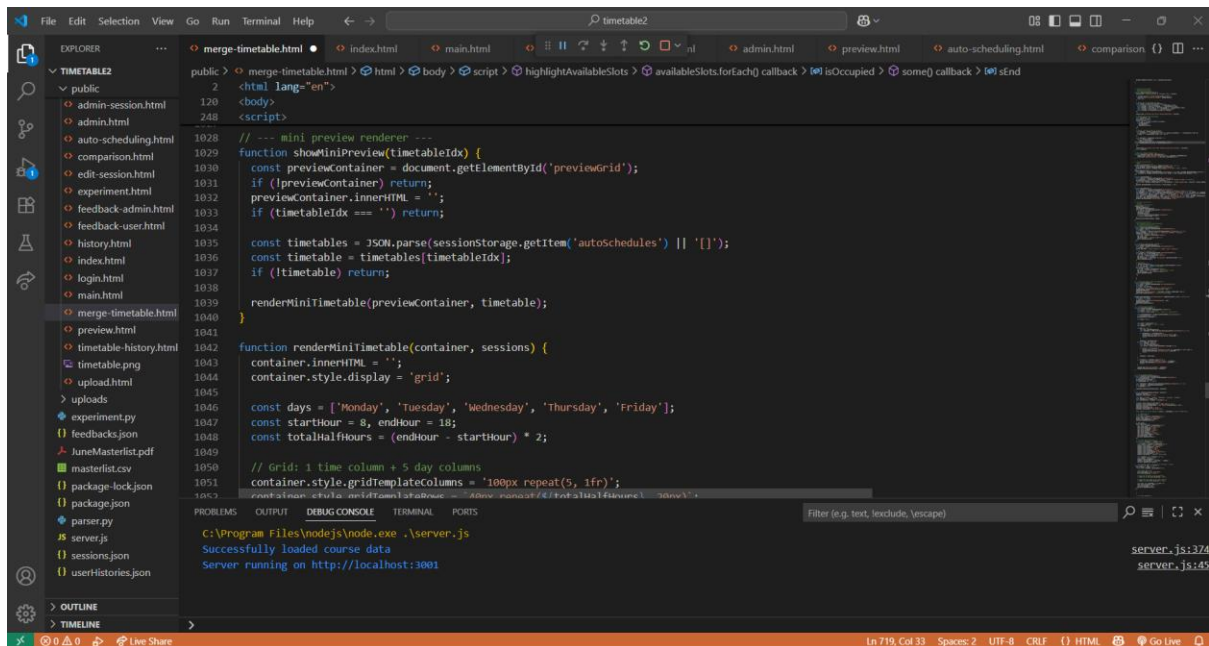 File Edit Selection View Go Run Terminal Help
timetable2
EXPLORER
TIMETABLE2
public
admin-session.html
admin.html
auto-scheduling.html
comparison.html
edit-session.html
experiment.html
feedback-admin.html
feedback-user.html
history.html
index.html
login.html
main.html
merge-timetable.html
preview.html
timetable-history.html
timetable.png
upload.html
uploads
experiment.py
feedbacks.json
JuneMasterlist.pdf
masterlist.csv
package-lock.json
package.json
parser.py
JS server.js
sessions.json
userHistories.json
OUTLINE
TIMELINE
merge-timetable.html index.html main.html nl admin.html preview.html auto-scheduling.html comparison
public > merge-timetable.html > html > body > script > highlightAvailableSlots > availableSlots.forEach() callback > isOccupied > some() callback > sEnd
2 <html lang="en">
120 <body>
248 <script>
1028 // --- mini preview renderer ---
1029 function showMiniPreview(timetableIdx) {
1030 const previewContainer = document.getElementById('previewGrid');
1031 if (!previewContainer) return;
1032 previewContainer.innerHTML = '';
1033 if (timetableIdx === '') return;
1034
1035 const timetables = JSON.parse(sessionStorage.getItem('autoSchedules') || '[]');
1036 const timetable = timetables[timetableIdx];
1037 if (!timetable) return;
1038
1039 renderMiniTimetable(previewContainer, timetable);
1040 }
1041
1042 function renderMiniTimetable(container, sessions) {
1043 container.innerHTML = '';
1044 container.style.display = 'grid';
1045
1046 const days = ['Monday', 'Tuesday', 'Wednesday', 'Thursday', 'Friday'];
1047 const startHour = 8, endHour = 18;
1048 const totalHalfHours = (endHour - startHour) * 2;
1049
1050 // Grid: 1 time column + 5 day columns
1051 container.style.gridTemplateColumns = '100px repeat(5, 1fr)';
1052 container.style.gridTemplateRows = `40px repeat(${totalHalfHours}, 20px)`;
PROBLEMS OUTPUT DEBUG CONSOLE TERMINAL PORTS
Filter (e.g. text, !exclude, \escape)
C:\Program Files\nodejs\node.exe .\server.js
Successfully loaded course data server.js:374
Server running on http://localhost:3001 server.js:45
0 0 Live Share
Ln 719, Col 33 Spaces: 2 UTF-8 CRLF {} HTML Go Live